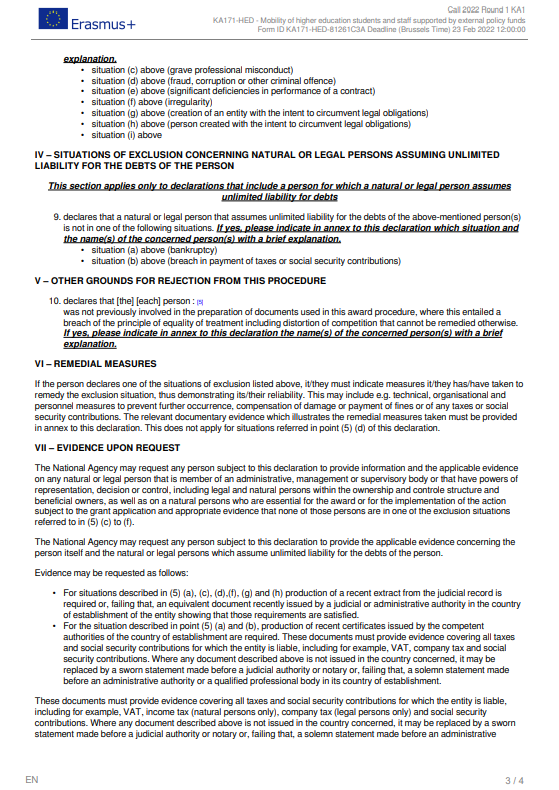 Erasmus+
Call 2022 Round 1 KA1
KA171-HED - Mobility of higher education students and staff supported by external policy funds
Form ID KA171-HED-81261C3A Deadline (Brussels Time) 23 Feb 2022 12:00:00
explanation.
• situation (c) above (grave professional misconduct)
• situation (d) above (fraud, corruption or other criminal offence)
• situation (e) above (significant deficiencies in performance of a contract)
• situation (f) above (irregularity)
• situation (g) above (creation of an entity with the intent to circumvent legal obligations)
• situation (h) above (person created with the intent to circumvent legal obligations)
• situation (i) above
IV – SITUATIONS OF EXCLUSION CONCERNING NATURAL OR LEGAL PERSONS ASSUMING UNLIMITED
LIABILITY FOR THE DEBTS OF THE PERSON
This section applies only to declarations that include a person for which a natural or legal person assumes
unlimited liability for debts
9. declares that a natural or legal person that assumes unlimited liability for the debts of the above-mentioned person(s)
is not in one of the following situations. If yes, please indicate in annex to this declaration which situation and
the name(s) of the concerned person(s) with a brief explanation.
• situation (a) above (bankruptcy)
• situation (b) above (breach in payment of taxes or social security contributions)
V – OTHER GROUNDS FOR REJECTION FROM THIS PROCEDURE
10. declares that [the] [each] person : [5]
was not previously involved in the preparation of documents used in this award procedure, where this entailed a
breach of the principle of equality of treatment including distortion of competition that cannot be remedied otherwise.
If yes, please indicate in annex to this declaration the name(s) of the concerned person(s) with a brief
explanation.
VI – REMEDIAL MEASURES
If the person declares one of the situations of exclusion listed above, it/they must indicate measures it/they has/have taken to
remedy the exclusion situation, thus demonstrating its/their reliability. This may include e.g. technical, organisational and
personnel measures to prevent further occurrence, compensation of damage or payment of fines or of any taxes or social
security contributions. The relevant documentary evidence which illustrates the remedial measures taken must be provided
in annex to this declaration. This does not apply for situations referred in point (5) (d) of this declaration.
VII – EVIDENCE UPON REQUEST
The National Agency may request any person subject to this declaration to provide information and the applicable evidence
on any natural or legal person that is member of an administrative, management or supervisory body or that have powers of
representation, decision or control, including legal and natural persons within the ownership and controle structure and
beneficial owners, as well as on a natural persons who are essential for the award or for the implementation of the action
subject to the grant application and appropriate evidence that none of those persons are in one of the exclusion situations
referred to in (5) (c) to (f).
The National Agency may request any person subject to this declaration to provide the applicable evidence concerning the
person itself and the natural or legal persons which assume unlimited liability for the debts of the person.
Evidence may be requested as follows:
• For situations described in (5) (a), (c), (d),(f), (g) and (h) production of a recent extract from the judicial record is
required or, failing that, an equivalent document recently issued by a judicial or administrative authority in the country
of establishment of the entity showing that those requirements are satisfied.
• For the situation described in point (5) (a) and (b), production of recent certificates issued by the competent
authorities of the country of establishment are required. These documents must provide evidence covering all taxes
and social security contributions for which the entity is liable, including for example, VAT, company tax and social
security contributions. Where any document described above is not issued in the country concerned, it may be
replaced by a sworn statement made before a judicial authority or notary or, failing that, a solemn statement made
before an administrative authority or a qualified professional body in its country of establishment.
These documents must provide evidence covering all taxes and social security contributions for which the entity is liable,
including for example, VAT, income tax (natural persons only), company tax (legal persons only) and social security
contributions. Where any document described above is not issued in the country concerned, it may be replaced by a sworn
statement made before a judicial authority or notary or, failing that, a solemn statement made before an administrative
EN
3 / 4